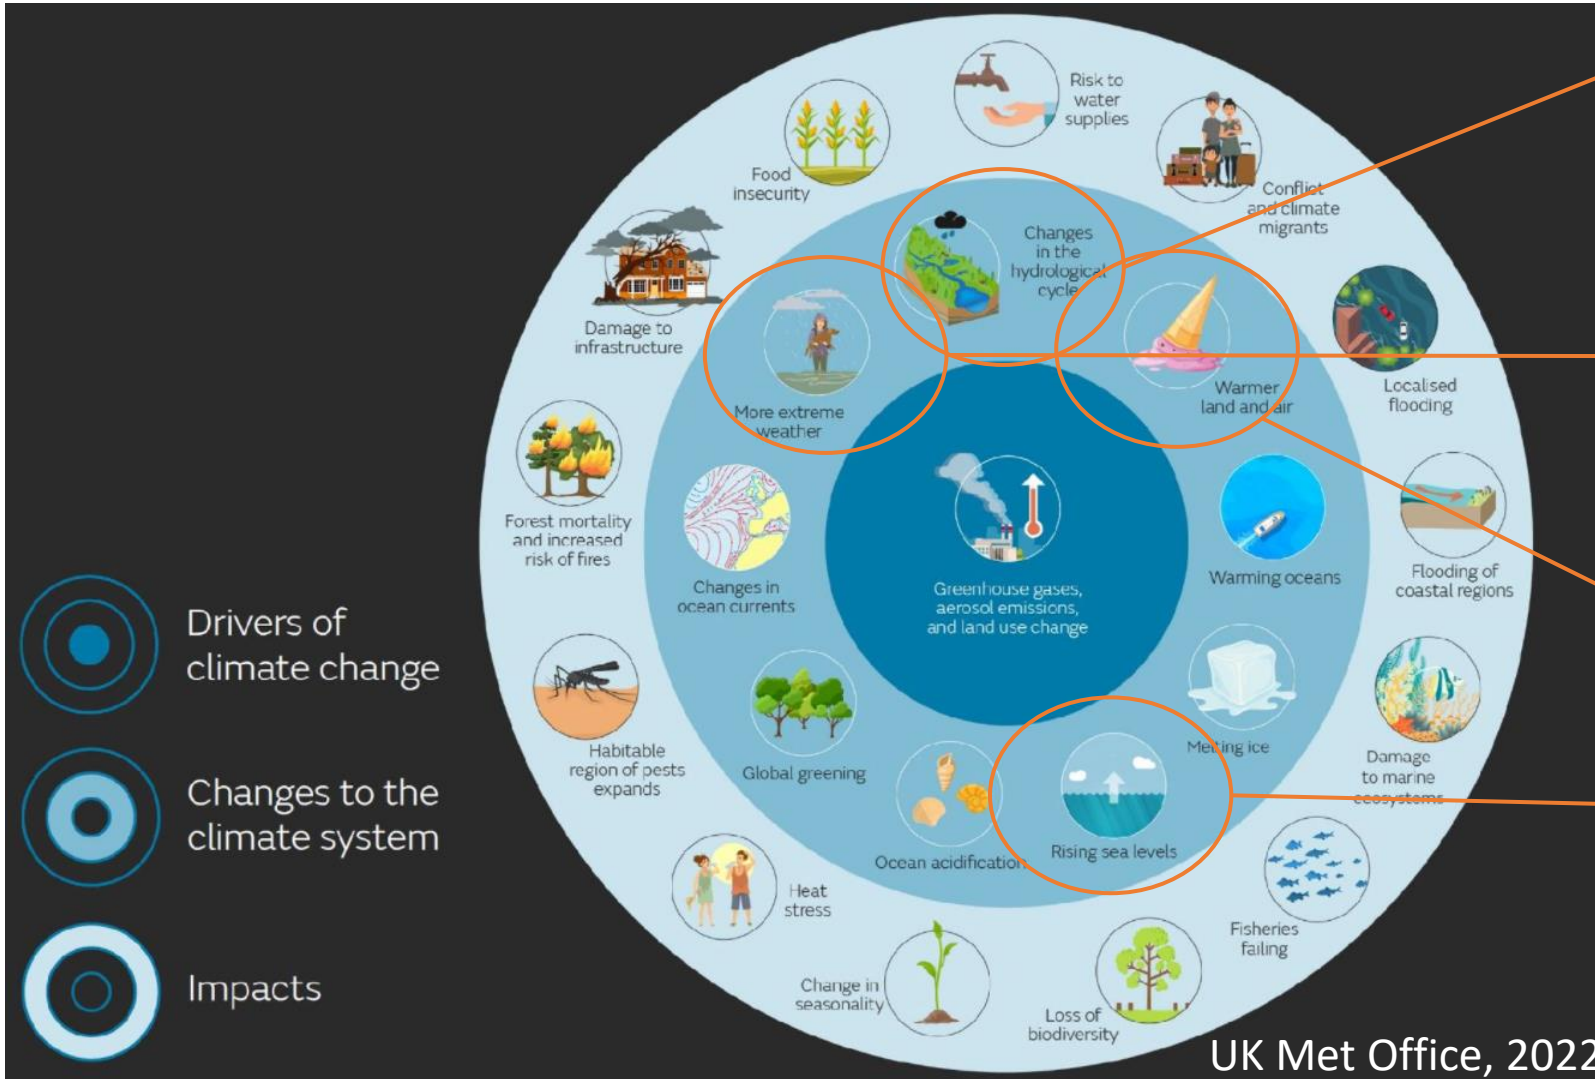 Risk to
water
supplies
Food
insecurity
Conflict
and climate
migrants
Changes
in the
hydrological
cycle
Damage to
infrastructure
More extreme
weather
Warmer
land and air
Localised
flooding
Forest mortality
and increased
risk of fires
Changes in
ocean currents
Greenhouse gases,
aerosol emissions,
and land use change
Warming oceans
Flooding of
coastal regions
Drivers of
climate change
Habitable
region of pests
expands
Global greening
Melting ice
Damage
to marine
ecosystems
Changes to the
climate system
Ocean acidification
Rising sea levels
Heat
stress
Fisheries
failing
Impacts
Change in
seasonality
Loss of
biodiversity
UK Met Office, 2022